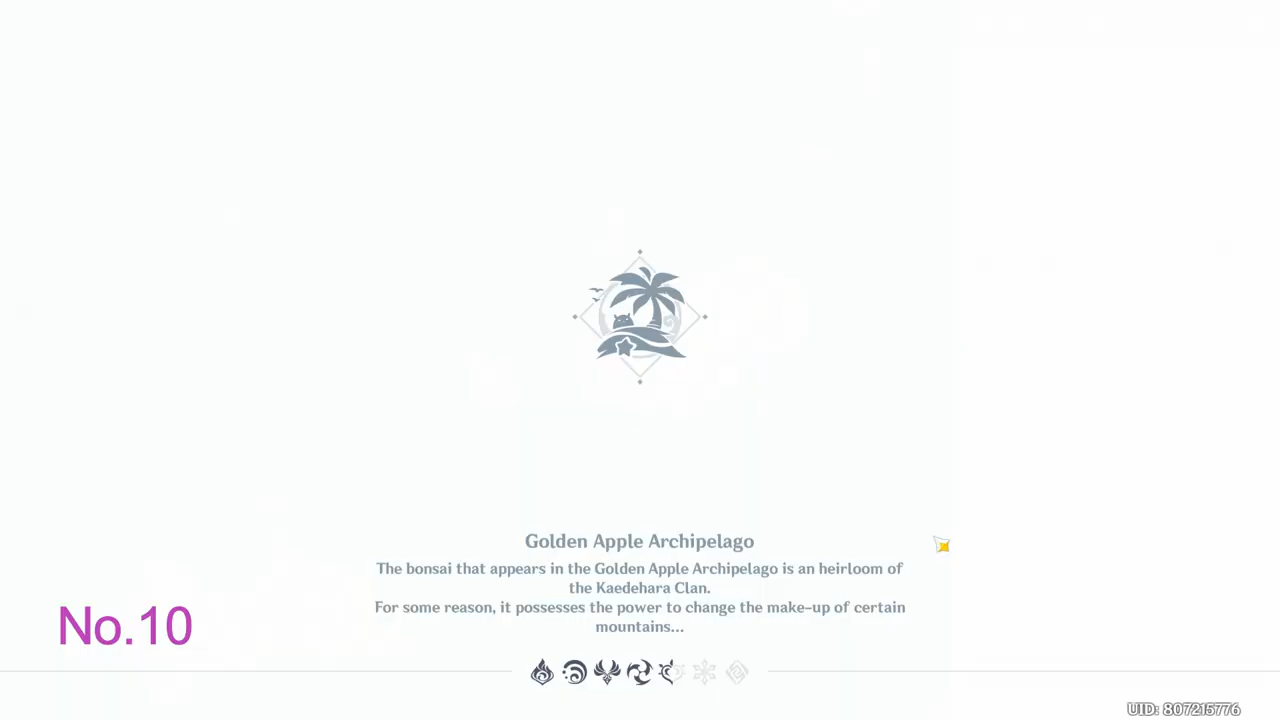 Golden Apple Archipelago
The bonsai that appears in the Golden Apple Archipelago is an heirloom of
the Kaedehara Clan.
For some reason, it possesses the power to change the make-up of certain
mountains...
No.10
UID: 807215776